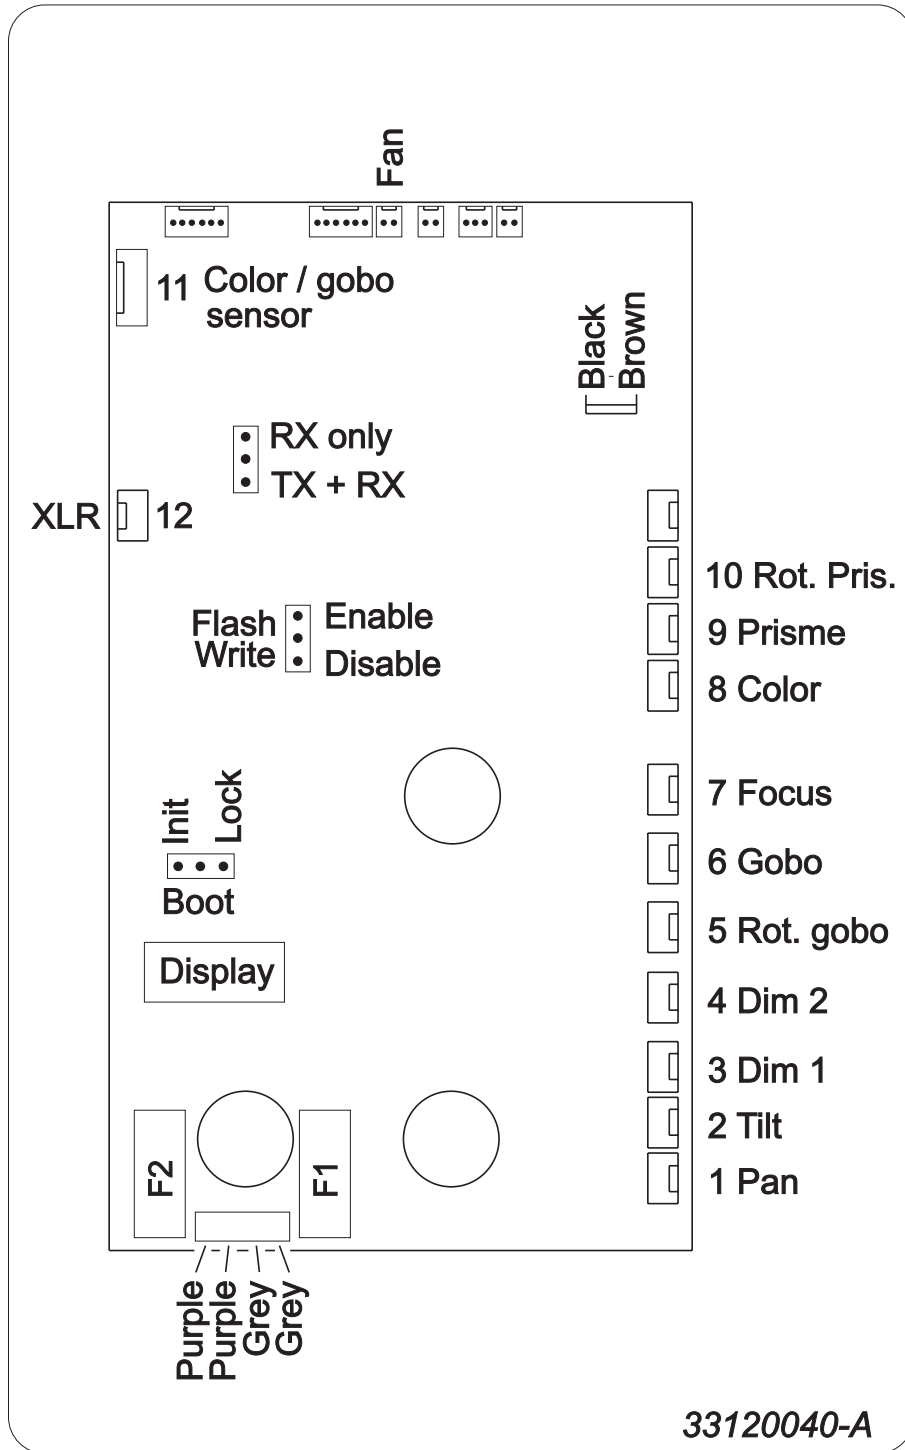 Fan
11 Color / gobo
sensor
Black
Brown
RX only
TX + RX
XLR 12
10 Rot. Pris.
Flash
Write
Enable
Disable
9 Prisme
8 Color
Init
Lock
Boot
7 Focus
6 Gobo
5 Rot. gobo
Display
4 Dim 2
3 Dim 1
2 Tilt
1 Pan
F2
F1
Purple
Purple
Grey
Grey
33120040-A